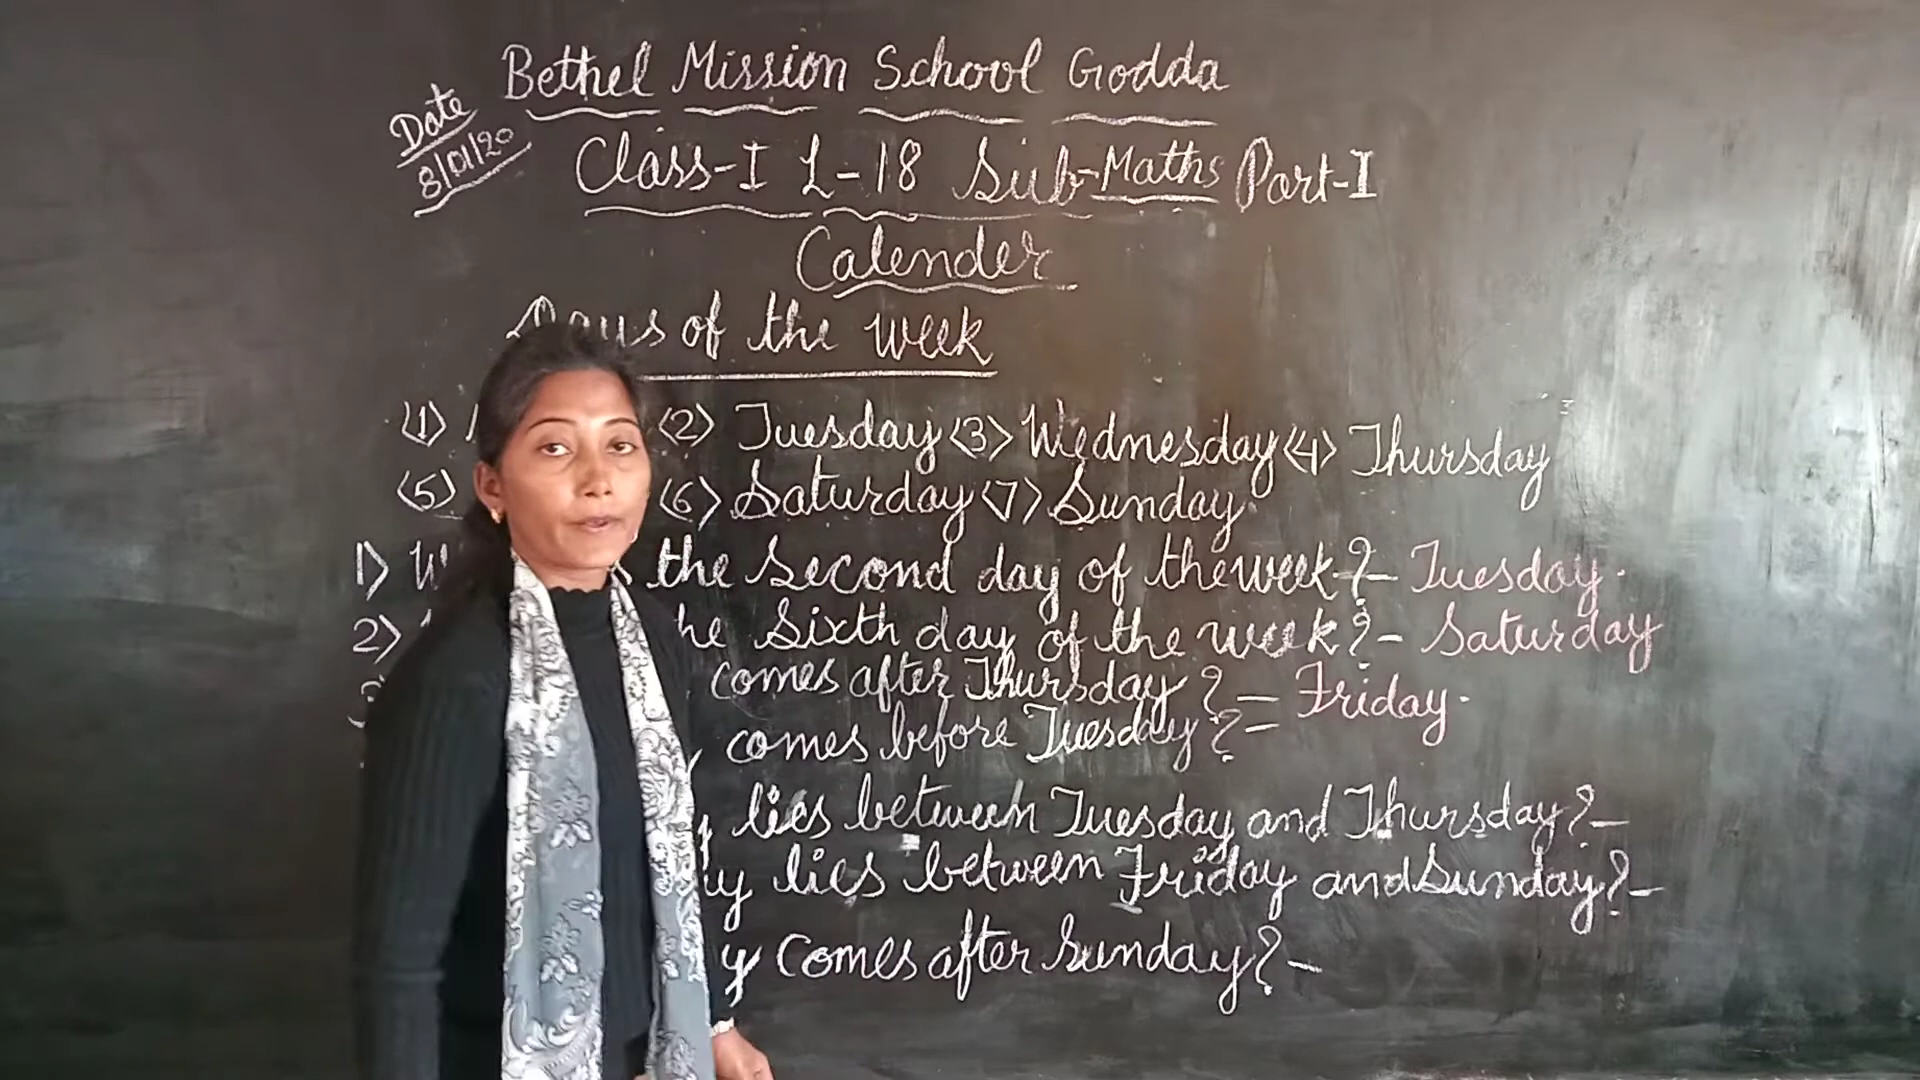 Bethel Mission School Godda
Date
8/01/20
Class-I L-18 Sub-Maths Part-I
Calender
Days of the week
(1) (2) Tuesday (3) Wednesday (4) Thursday
(5) (6) Saturday (7) Sunday
1) the second day of the week? - Tuesday.
2) the sixth day of the week? - Saturday
comes after Thursday? - Friday.
comes before Tuesday? -
lies between Tuesday and Thursday? -
lies between Friday and Sunday? -
comes after Sunday? -